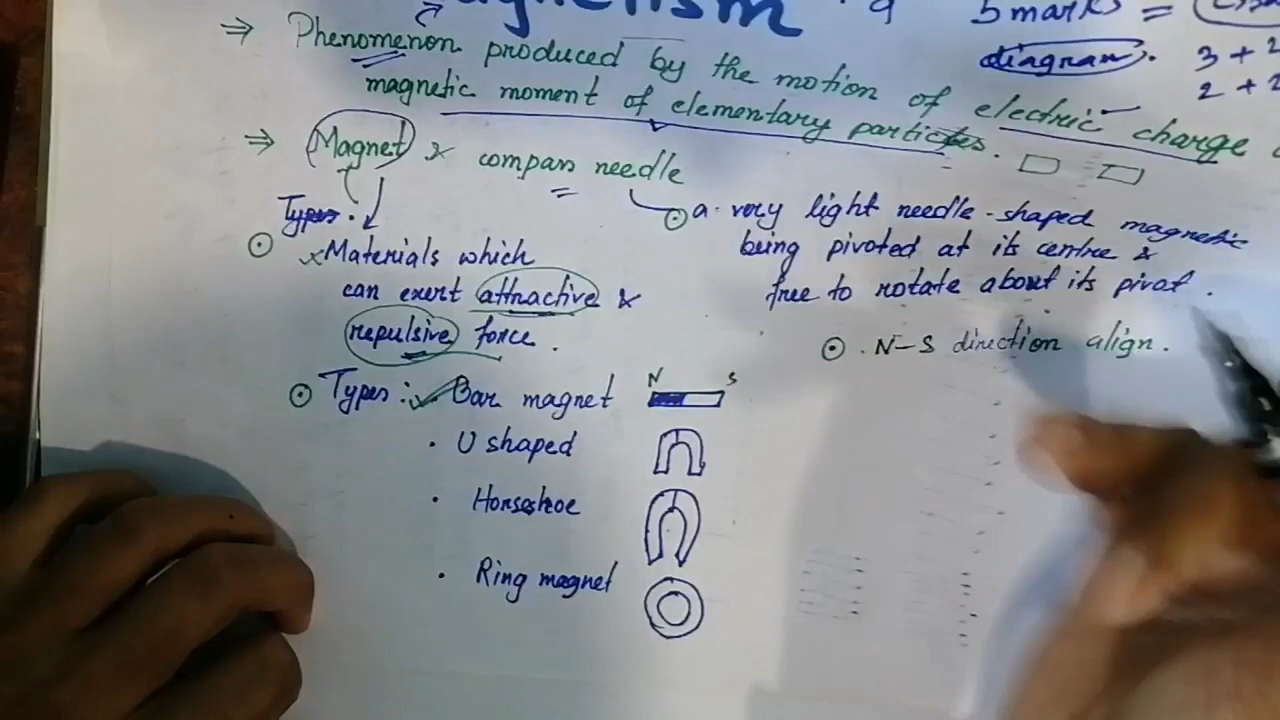 5 marks =
diagram.
3 + 2
2 + 2
⇒ Phenomenon produced by the motion of electric charge
magnetic moment of elementary particles.
⇒ Magnet & compass needle
Types:
Materials which
can exert attractive &
repulsive force.
a very light needle-shaped magnetic
being pivoted at its centre &
free to rotate about its pivot.
N-S direction align.
Types: Bar magnet
N S
• U shaped
• Horseshoe
• Ring magnet